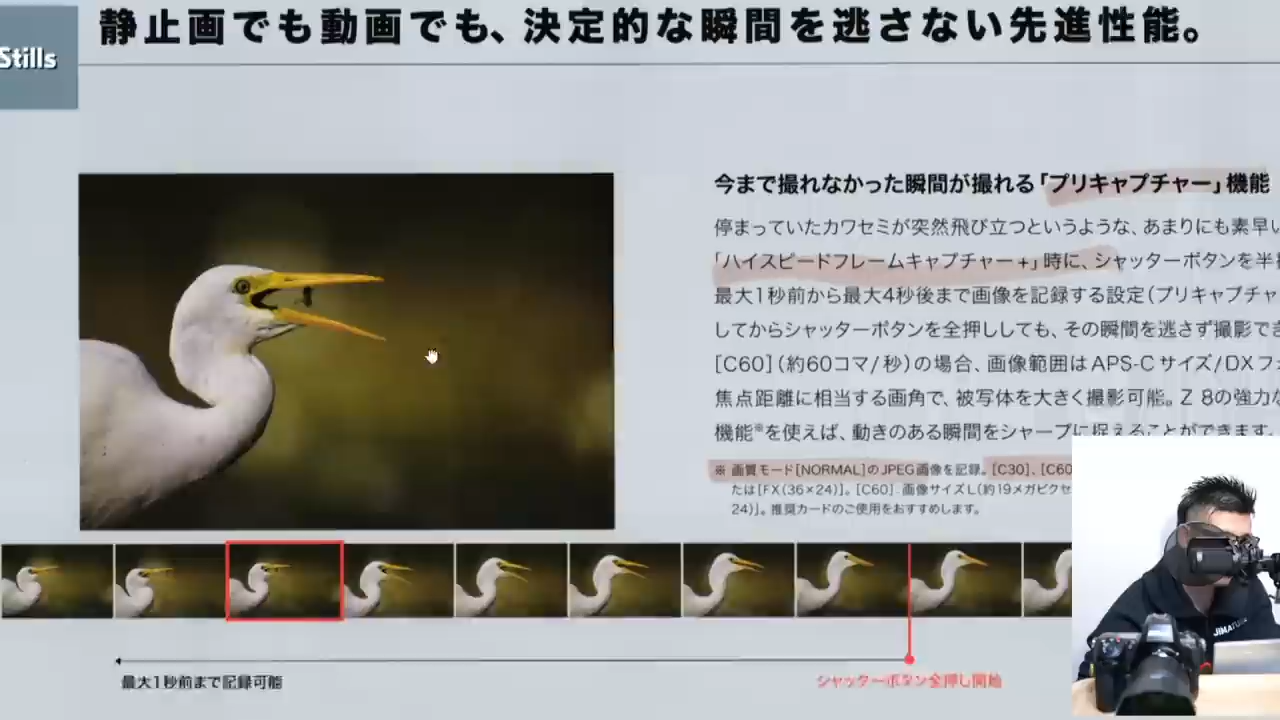 Stills
静止画でも動画でも、決定的な瞬間を逃さない先進性能。
今まで撮れなかった瞬間が撮れる「プリキャプチャー」機能
停まっていたカワセミが突然飛び立つというような、あまりにも素早い
「ハイスピードフレームキャプチャー+」時に、シャッターボタンを半
最大1秒前から最大4秒後まで画像を記録する設定(プリキャプチャ
してからシャッターボタンを全押ししても、その瞬間を逃さず撮影でき
[C60](約60コマ/秒)の場合、画像範囲はAPS-Cサイズ/DXフ
焦点距離に相当する画角で、被写体を大きく撮影可能。Z 8の強力な
機能※を使えば、動きのある瞬間をシャープに捉えることができます。
※ 画質モード[NORMAL]のJPEG画像を記録。[C30]、[C60
たは[FX(36×24)]。[C60]:画像サイズL(約19メガピクセ
24)]。推奨カードのご使用をおすすめします。
最大1秒前まで記録可能
シャッターボタン全押し開始